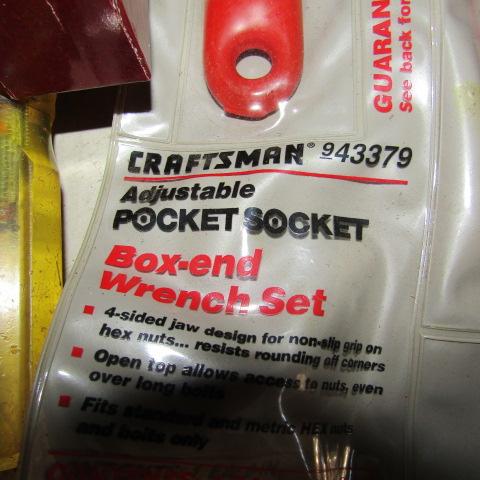 GUARAN
See back for
CRAFTSMAN® 943379
Adjustable
POCKET SOCKET
Box-end
Wrench Set
4-sided jaw design for non-slip grip on
hex nuts... resists rounding off corners
Open top allows access to nuts, even
over long bolts
Fits standard and metric HEX nuts
and bolts only